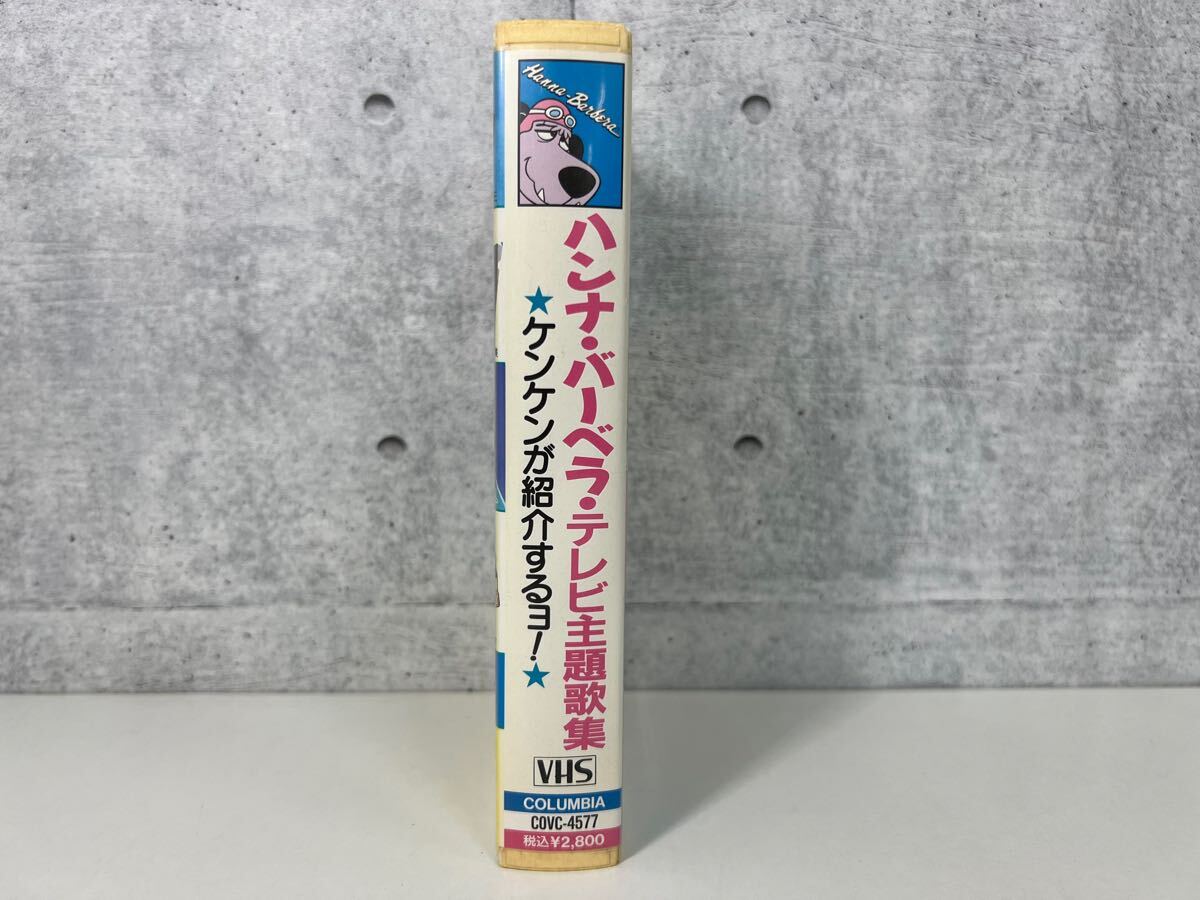 Hanna-Barbera
ハンナ・バーベラ・テレビ主題歌集
★ケンケンが紹介するヨ!★
VHS
COLUMBIA
COVC-4577
税込¥2,800